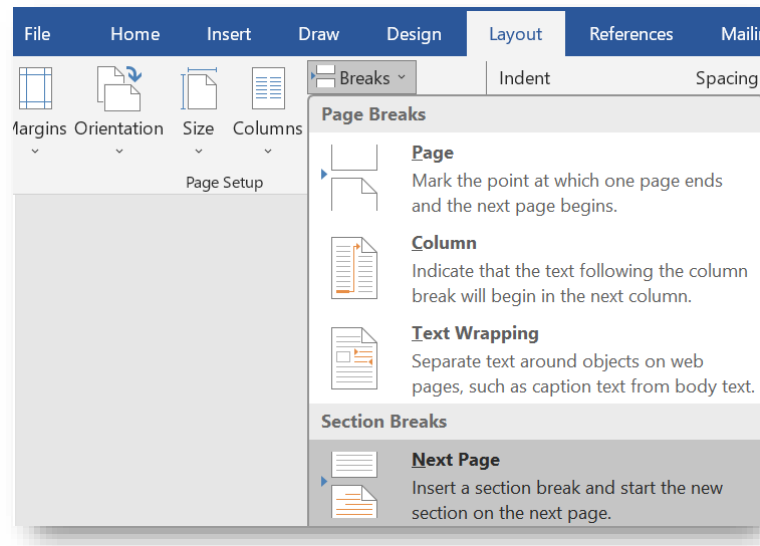 File Home Insert Draw Design Layout References
Breaks Indent Spacing
Orientation Size Columns
Page Setup
Page Breaks
Page
Mark the point at which one page ends
and the next page begins.
Column
Indicate that the text following the column
break will begin in the next column.
Text Wrapping
Separate text around objects on web
pages, such as caption text from body text.
Section Breaks
Next Page
Insert a section break and start the new
section on the next page.